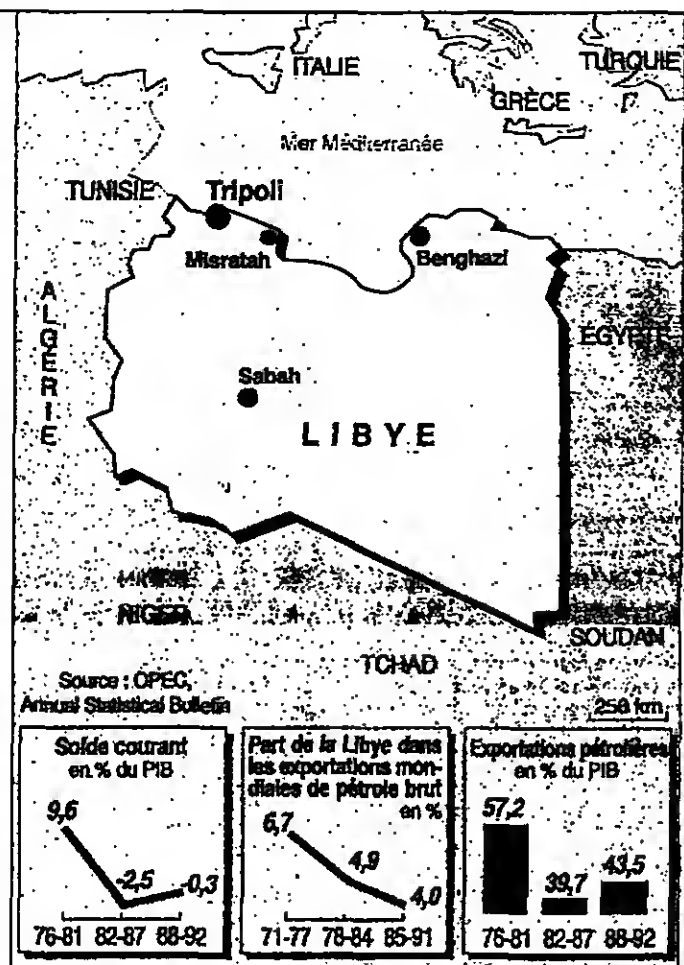 ITALIE
TURQUIE
GRÈCE
Mer Méditerranée
TUNISIE
Tripoli
Misratah
Benghazi
ALGÉRIE
ÉGYPTE
Sabah
LIBYE
NIGER
SOUDAN
TCHAD
Source : OPEC,
Annual Statistical Bulletin
250 km
Solde courant
en % du PIB
9,6
-2,5
-0,3
76-81 82-87 88-92
Part de la Libye dans
les exportations mon-
diales de pétrole brut
en %
6,7
4,9
4,0
71-77 78-84 85-91
Exportations pétrolières
en % du PIB
57,2
39,7
43,5
76-81 82-87 88-92